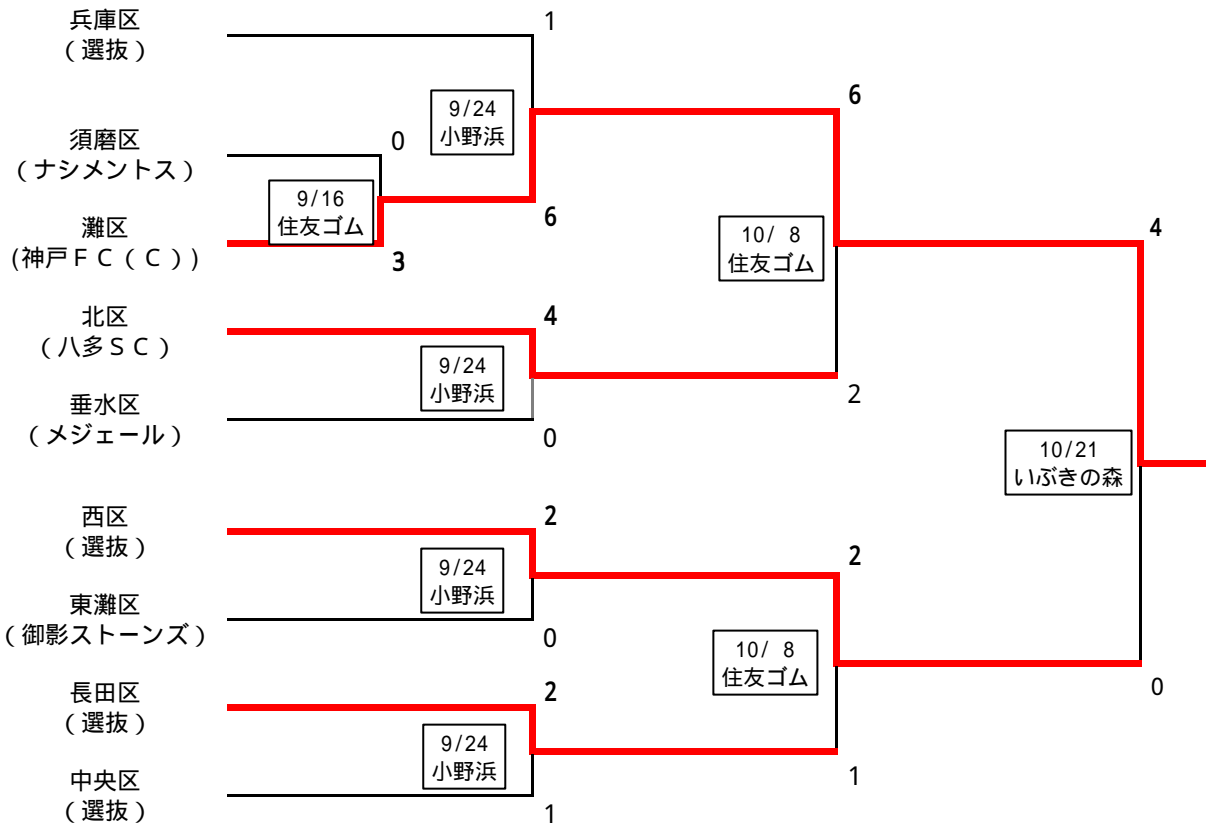 兵庫区
（選抜）
1
9/24
小野浜
6
須磨区
（ナシメントス）
0
9/16
住友ゴム
6
灘区
(神戸ＦＣ（Ｃ）)
3
10/ 8
住友ゴム
4
北区
（八多ＳＣ）
4
9/24
小野浜
2
垂水区
（メジェール）
0
10/21
いぶきの森
西区
（選抜）
2
9/24
小野浜
2
東灘区
（御影ストーンズ）
0
10/ 8
住友ゴム
0
長田区
（選抜）
2
9/24
小野浜
1
中央区
（選抜）
1